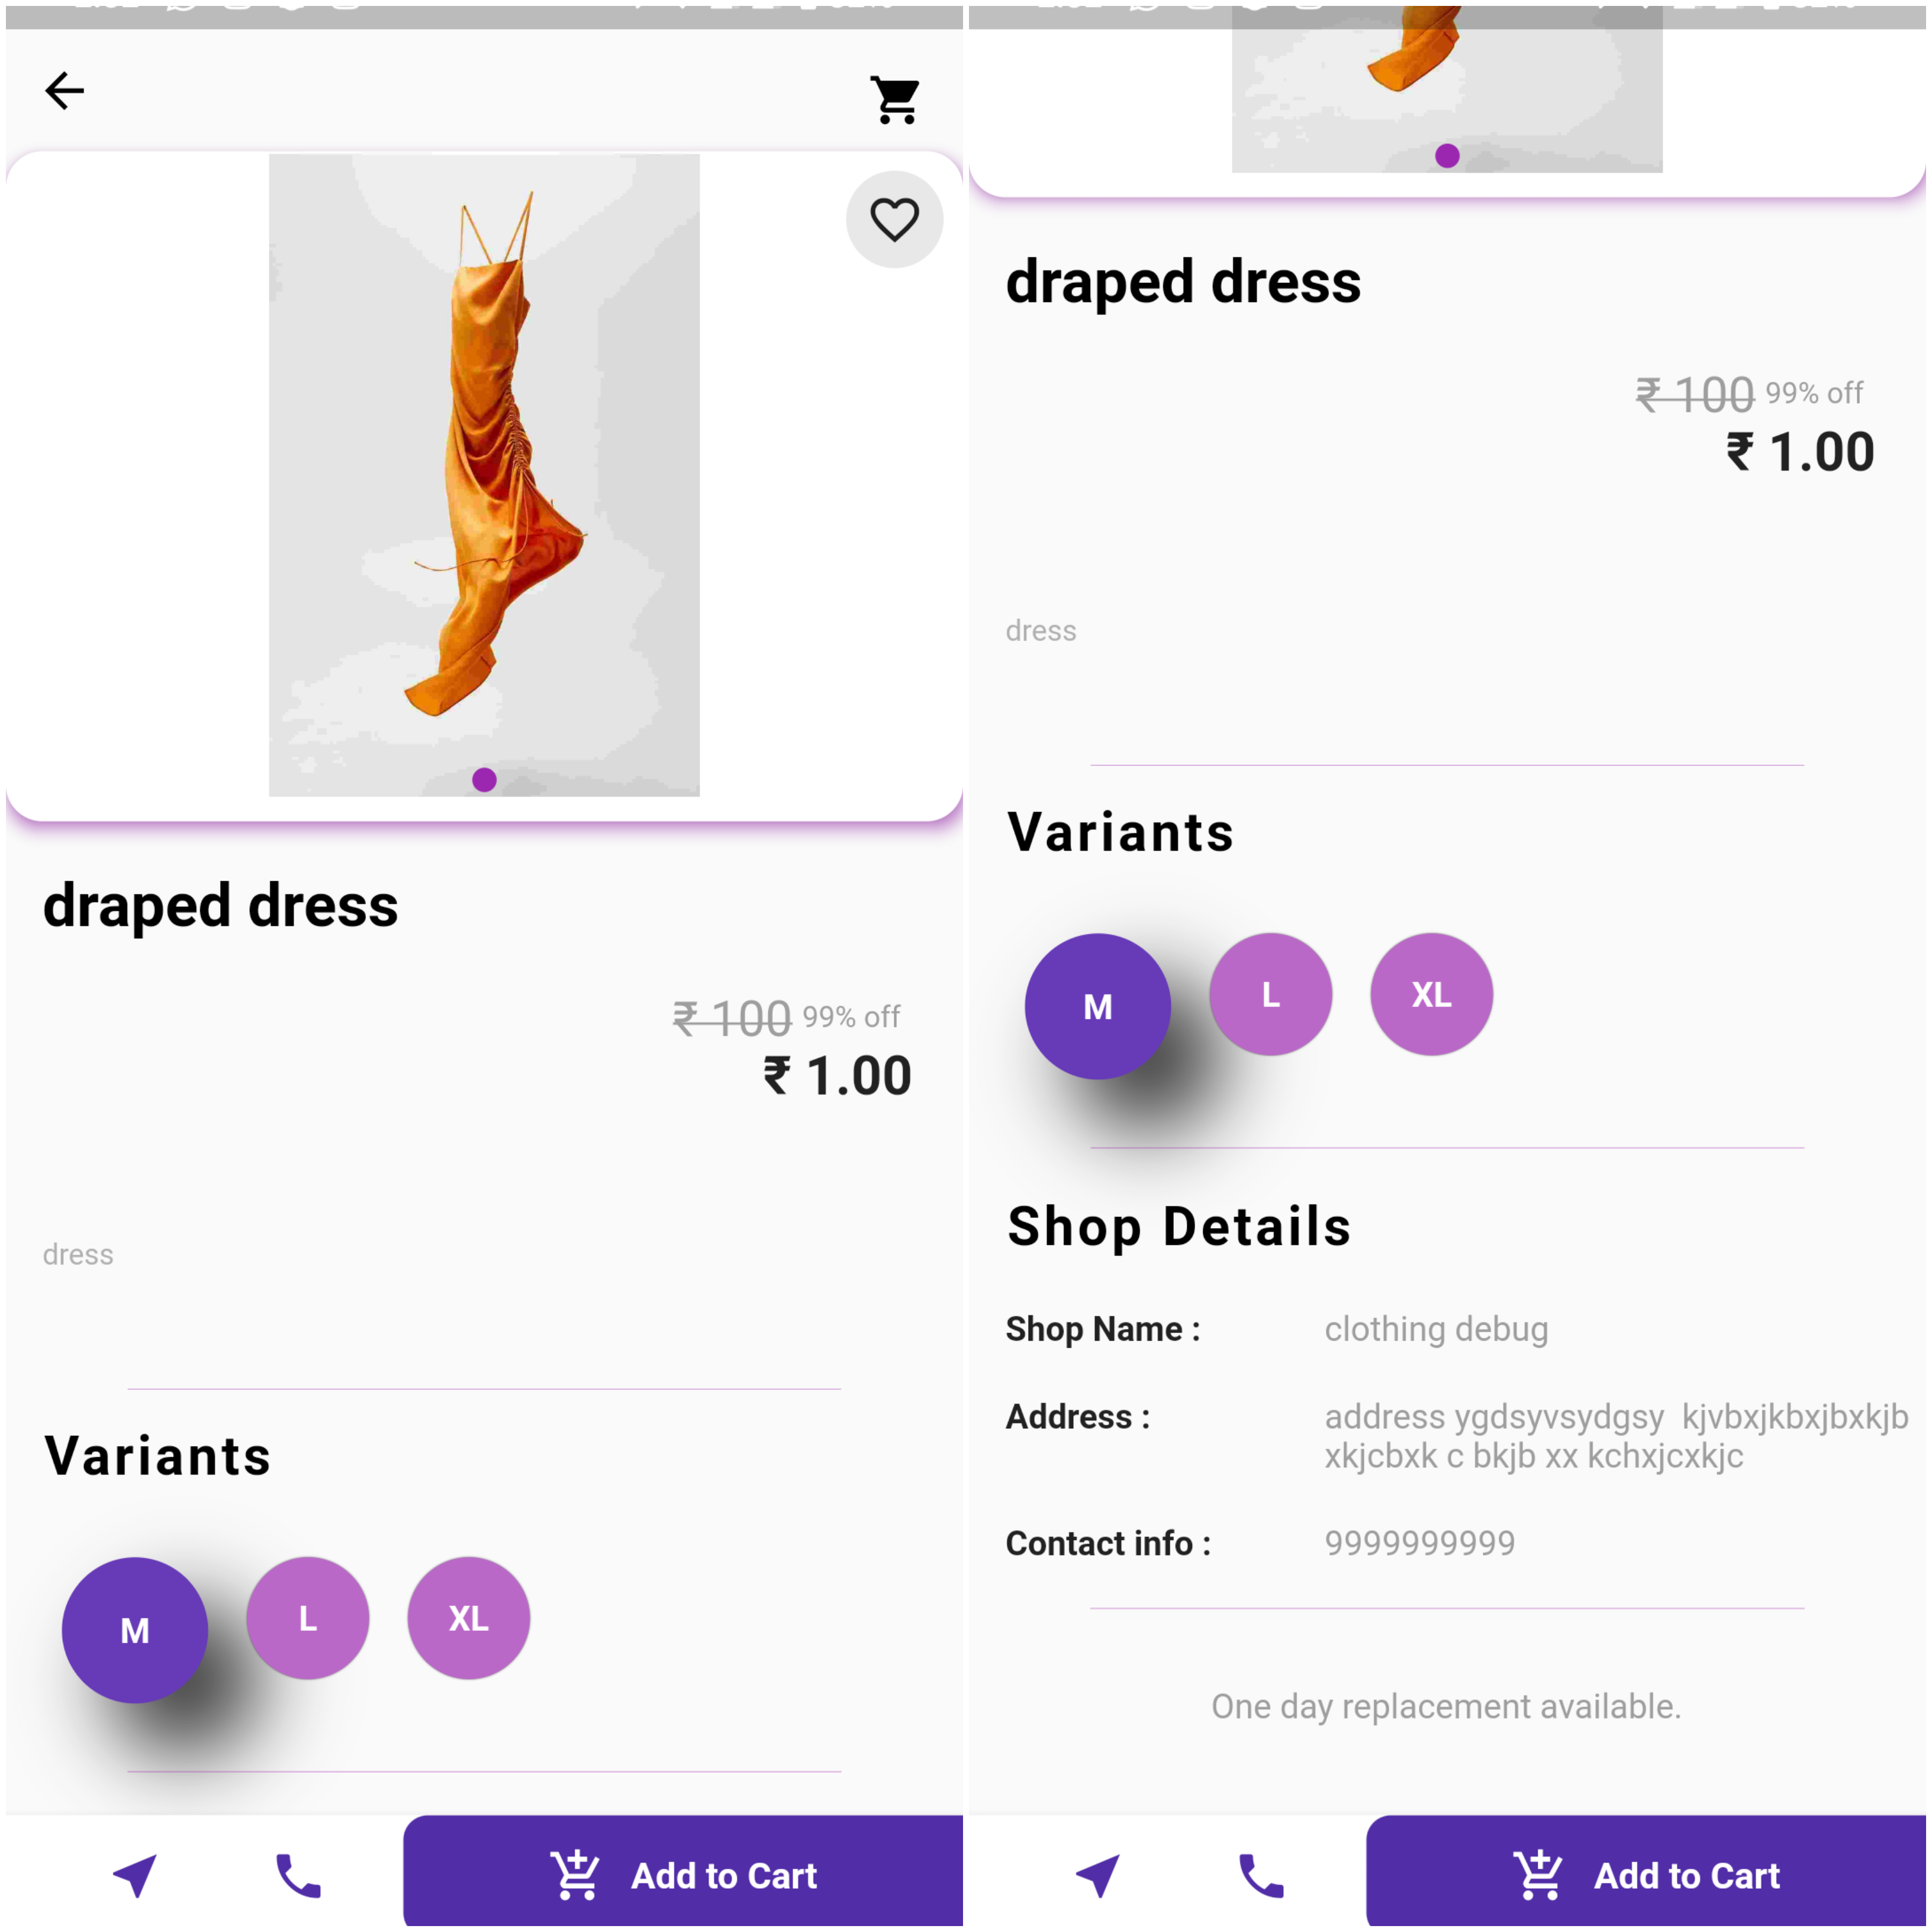 draped dress
₹ 100 99% off
₹ 1.00
dress
Variants
M L XL
Add to Cart
draped dress
₹ 100 99% off
₹ 1.00
dress
Variants
M L XL
Shop Details
Shop Name : clothing debug
Address : address ygdsyvsydgsy  kjvbxjkbxjbxkjb
xkjcbxk c bkjb xx kchxjcxkjc
Contact info : 9999999999
One day replacement available.
Add to Cart